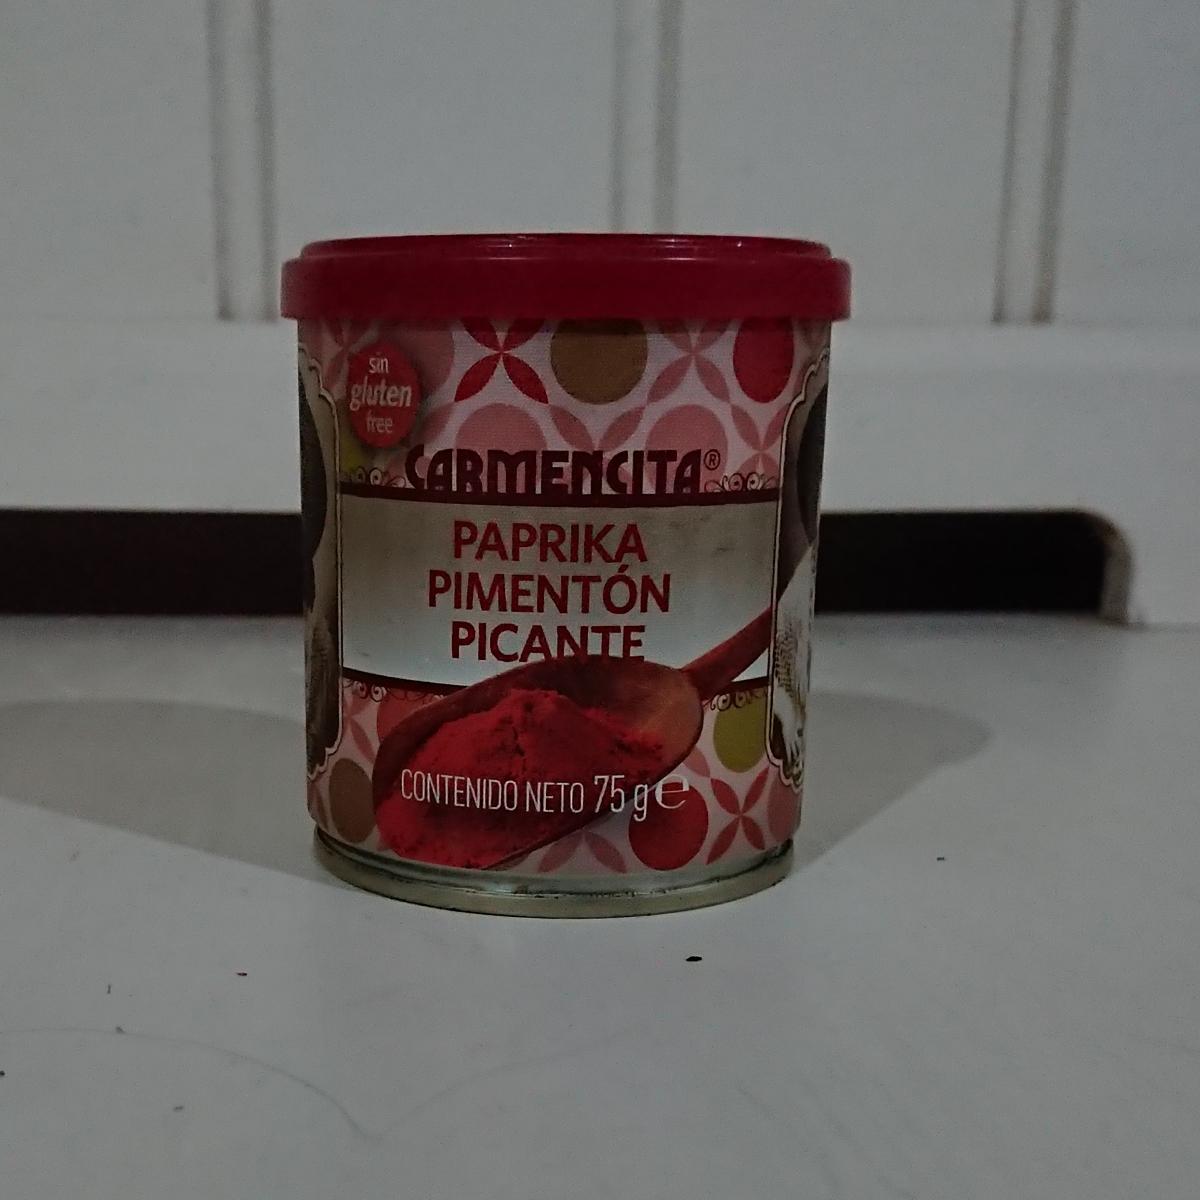 sin
gluten
free
CARMENCITA®
PAPRIKA
PIMENTÓN
PICANTE
CONTENIDO NETO 75 g ℮